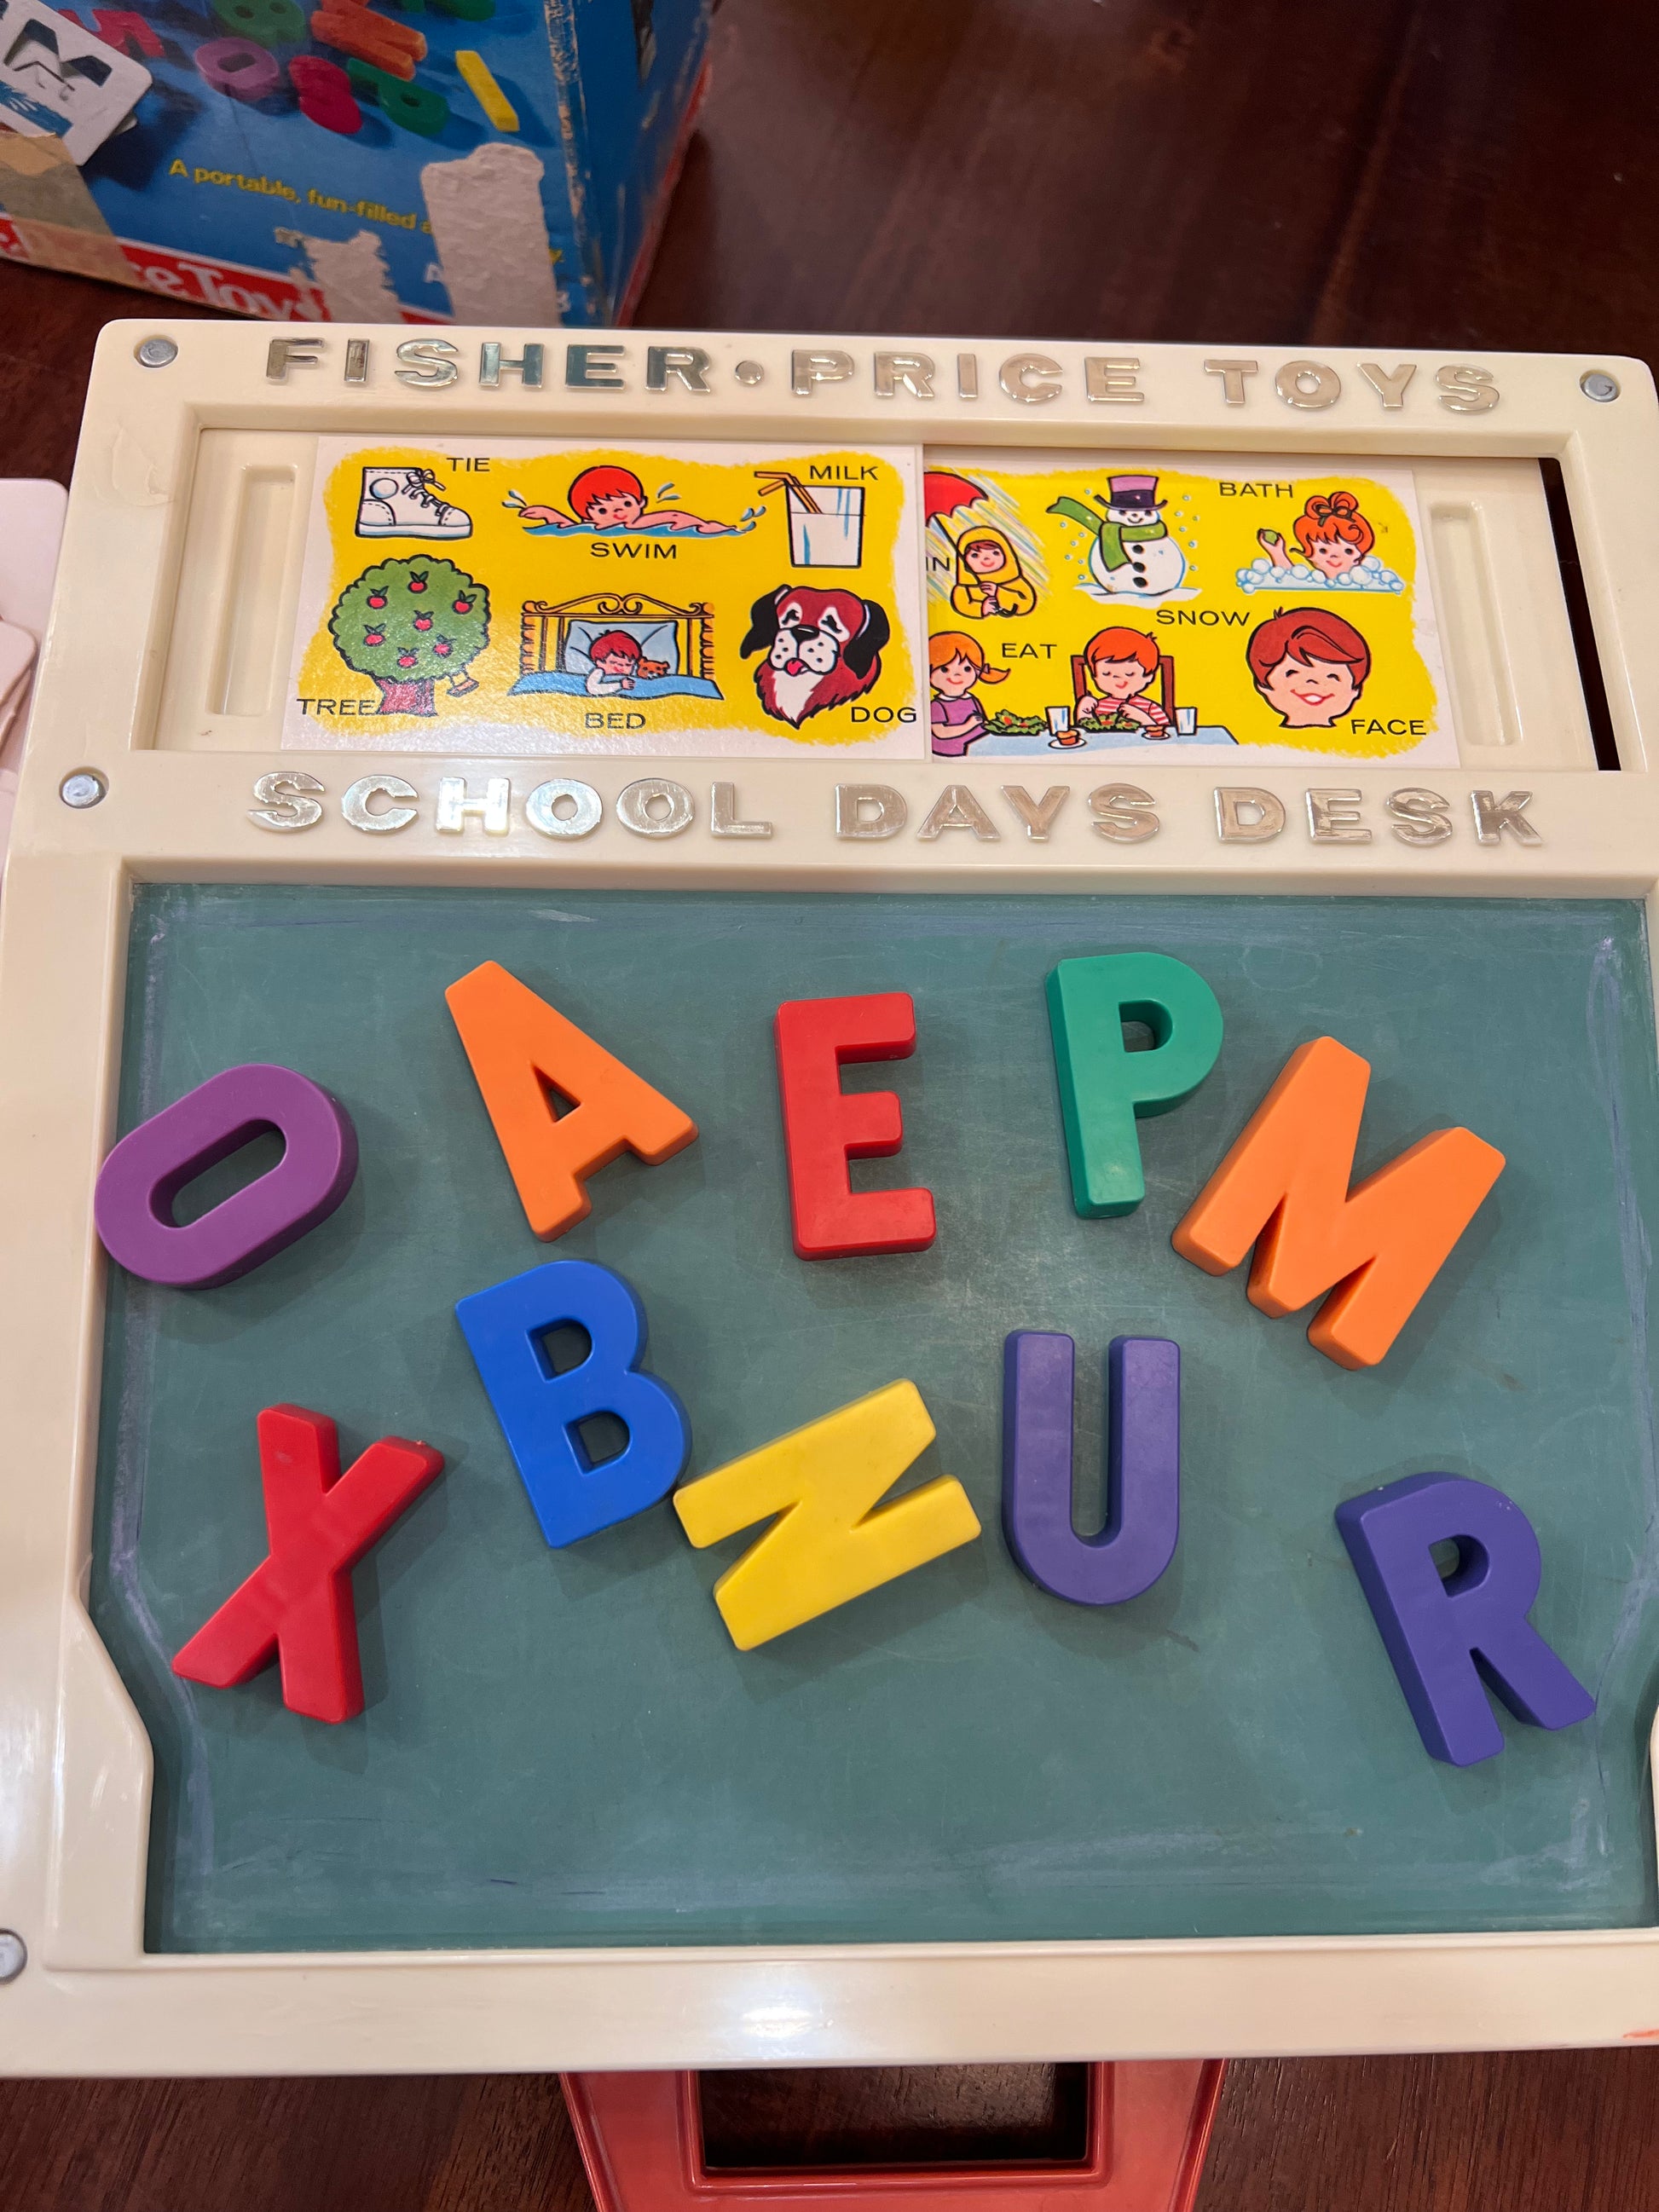 M
O S P I
A portable, fun-filled
Toys
FISHER·PRICE TOYS
TIE
MILK
SWIM
TREE
BED
DOG
BATH
SNOW
EAT
FACE
SCHOOL DAYS DESK
O A E P M
X B N U R